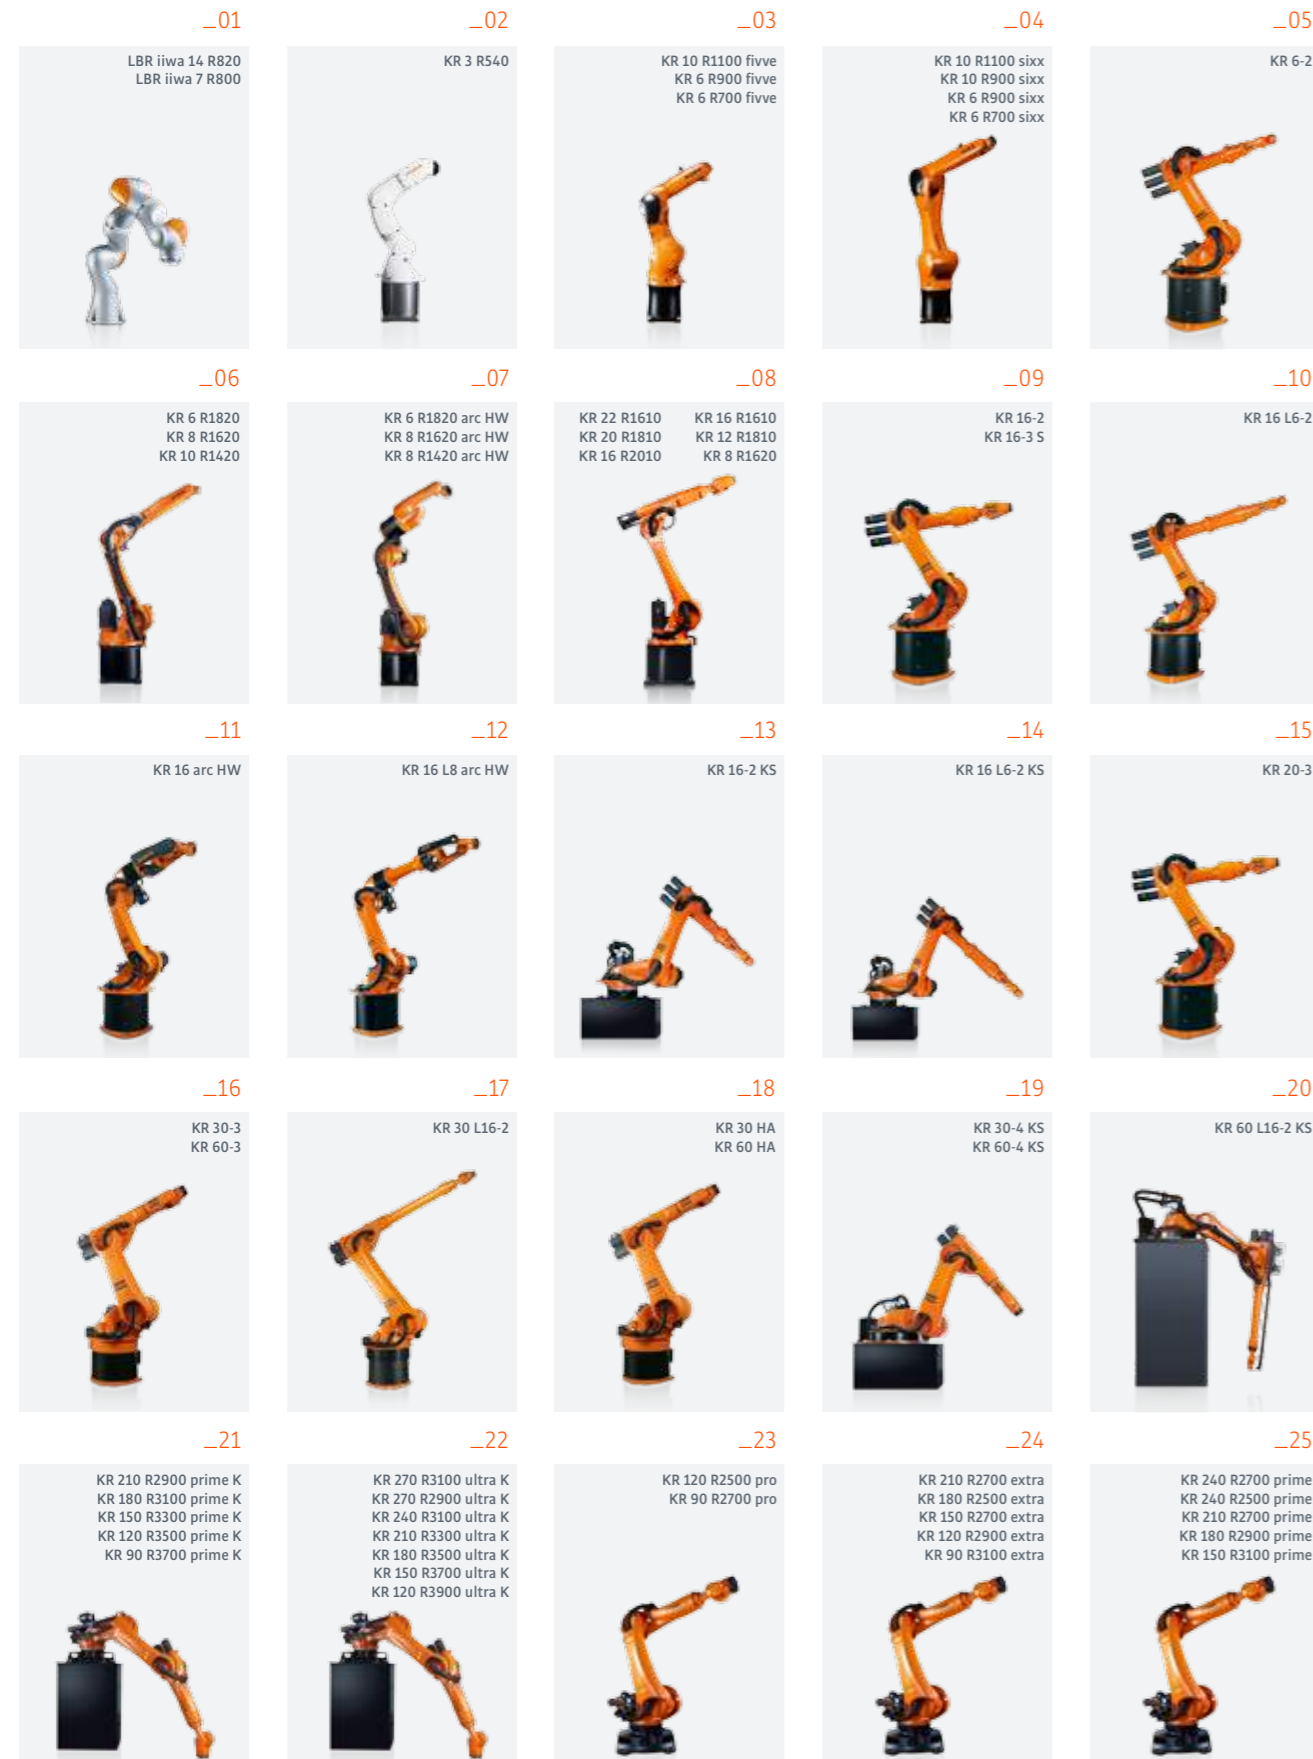 _01
LBR iiwa 14 R820
LBR iiwa 7 R800
_02
KR 3 R540
_03
KR 10 R1100 fivve
KR 6 R900 fivve
KR 6 R700 fivve
_04
KR 10 R1100 sixx
KR 10 R900 sixx
KR 6 R900 sixx
KR 6 R700 sixx
_05
KR 6-2
_06
KR 6 R1820
KR 8 R1620
KR 10 R1420
_07
KR 6 R1820 arc HW
KR 8 R1620 arc HW
KR 8 R1420 arc HW
_08
KR 22 R1610 KR 16 R1610
KR 20 R1810 KR 12 R1810
KR 16 R2010 KR 8 R1620
_09
KR 16-2
KR 16-3 S
_10
KR 16 L6-2
_11
KR 16 arc HW
_12
KR 16 L8 arc HW
_13
KR 16-2 KS
_14
KR 16 L6-2 KS
_15
KR 20-3
_16
KR 30-3
KR 60-3
_17
KR 30 L16-2
_18
KR 30 HA
KR 60 HA
_19
KR 30-4 KS
KR 60-4 KS
_20
KR 60 L16-2 KS
_21
KR 210 R2900 prime K
KR 180 R3100 prime K
KR 150 R3300 prime K
KR 120 R3500 prime K
KR 90 R3700 prime K
_22
KR 270 R3100 ultra K
KR 270 R2900 ultra K
KR 240 R3100 ultra K
KR 210 R3300 ultra K
KR 180 R3500 ultra K
KR 150 R3700 ultra K
KR 120 R3900 ultra K
_23
KR 120 R2500 pro
KR 90 R2700 pro
_24
KR 210 R2700 extra
KR 180 R2500 extra
KR 150 R2700 extra
KR 120 R2900 extra
KR 90 R3100 extra
_25
KR 240 R2700 prime
KR 240 R2500 prime
KR 210 R2700 prime
KR 180 R2900 prime
KR 150 R3100 prime